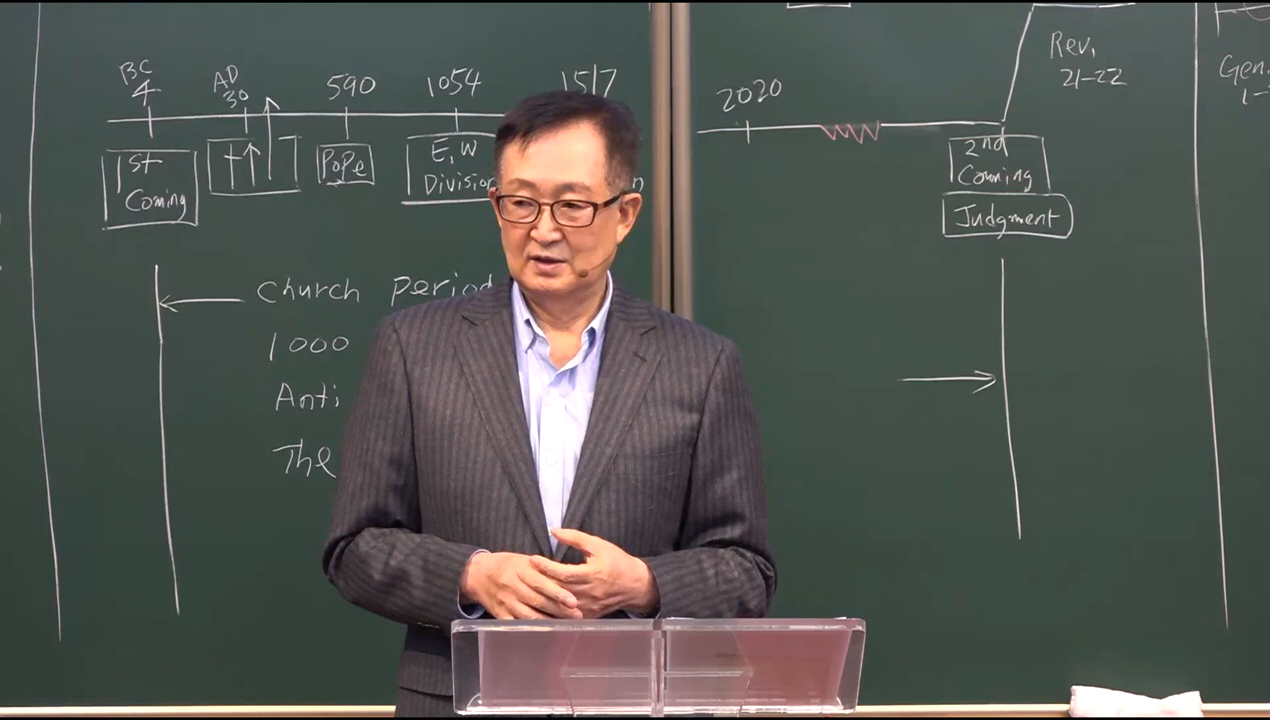 BC
4
AD
30
590
1054
1517
2020
Rev.
21-22
Gen.
1st
Coming
PoPe
E,W
Division
n
2nd
Coming
Judgment
Church period
1000
Anti
The